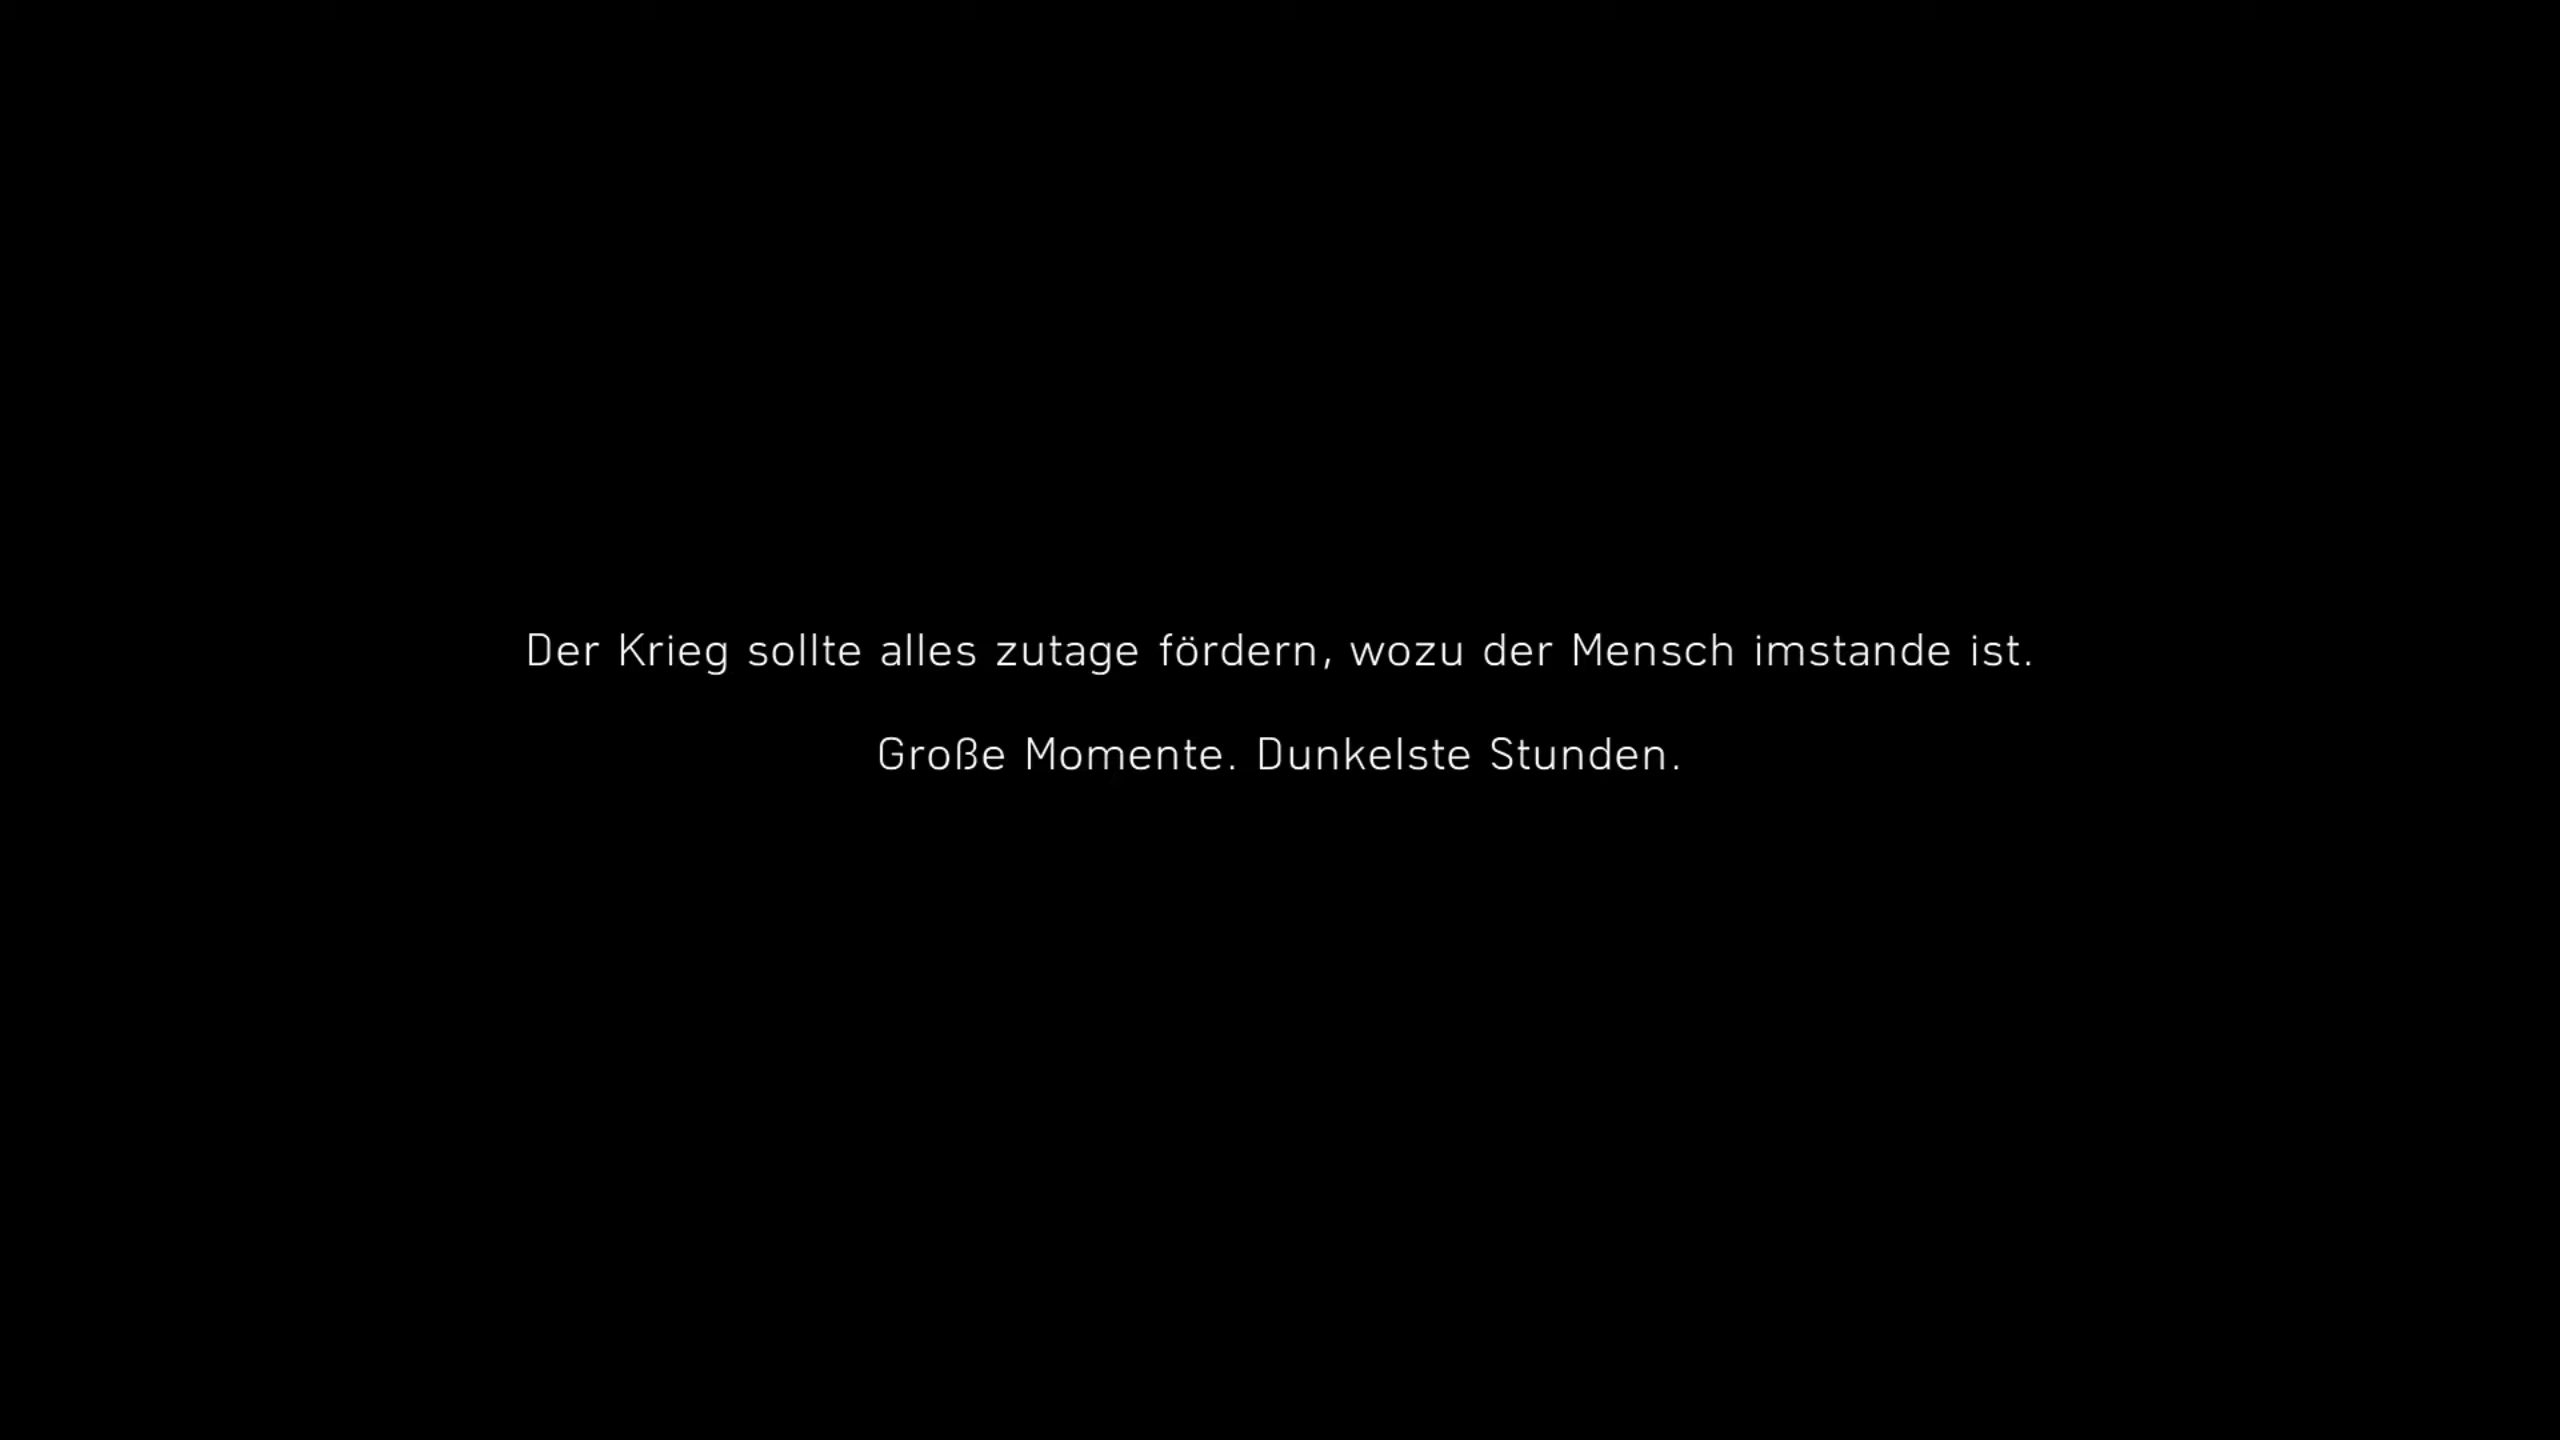 Der Krieg sollte alles zutage fördern, wozu der Mensch imstande ist.
Große Momente. Dunkelste Stunden.